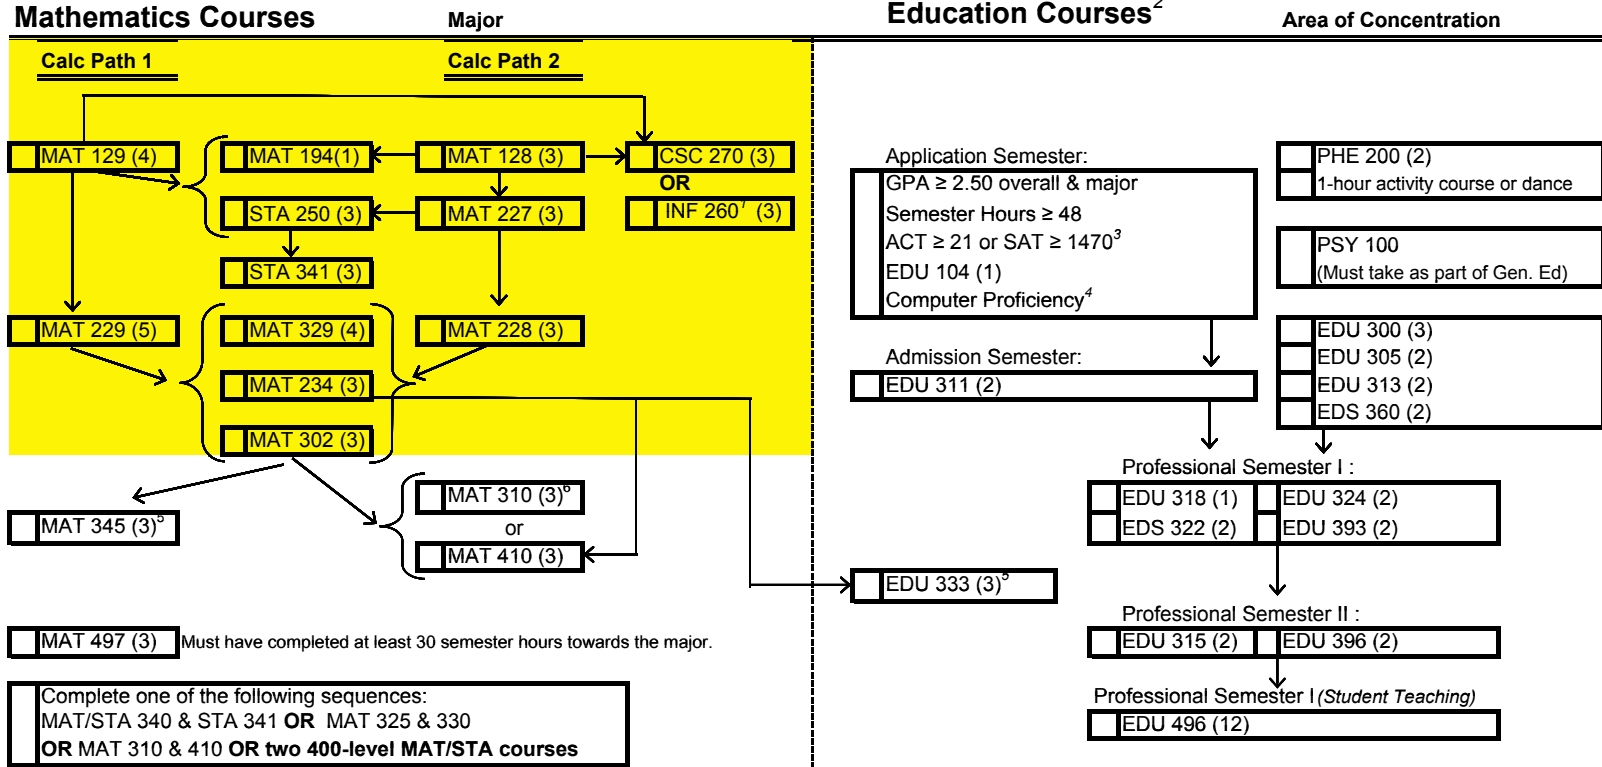 Mathematics Courses
Major
Education Courses²
Area of Concentration
Calc Path 1
Calc Path 2
MAT 129 (4)
MAT 194(1)
MAT 128 (3)
CSC 270 (3)
OR
STA 250 (3)
MAT 227 (3)
INF 260¹ (3)
STA 341 (3)
MAT 229 (5)
MAT 329 (4)
MAT 228 (3)
MAT 234 (3)
MAT 302 (3)
MAT 310 (3)⁶
or
MAT 345 (3)⁵
MAT 410 (3)
MAT 497 (3)
Must have completed at least 30 semester hours towards the major.
Complete one of the following sequences:
MAT/STA 340 & STA 341 OR MAT 325 & 330
OR MAT 310 & 410 OR two 400-level MAT/STA courses
Application Semester:
GPA ≥ 2.50 overall & major
Semester Hours ≥ 48
ACT ≥ 21 or SAT ≥ 1470³
EDU 104 (1)
Computer Proficiency⁴
Admission Semester:
EDU 311 (2)
PHE 200 (2)
1-hour activity course or dance
PSY 100
(Must take as part of Gen. Ed)
EDU 300 (3)
EDU 305 (2)
EDU 313 (2)
EDS 360 (2)
Professional Semester I :
EDU 318 (1)
EDU 324 (2)
EDS 322 (2)
EDU 393 (2)
EDU 333 (3)⁵
Professional Semester II :
EDU 315 (2)
EDU 396 (2)
Professional Semester I (Student Teaching)
EDU 496 (12)